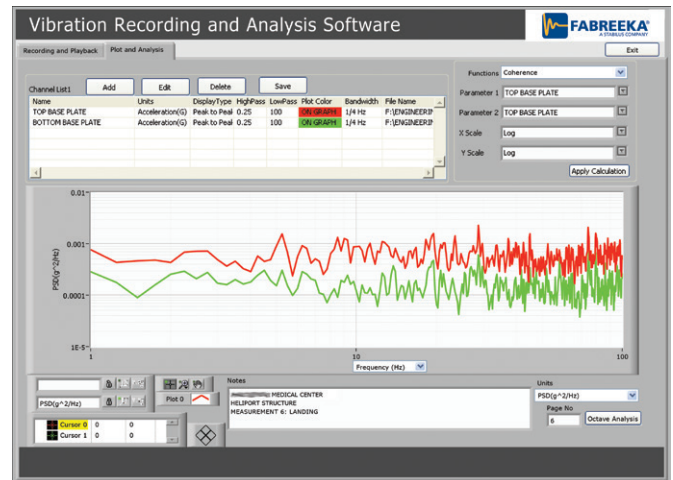 Vibration Recording and Analysis Software
FABREEKA®
A STABILUS COMPANY
Recording and Playback Plot and Analysis Exit
Channel List1 Add Edit Delete Save
Name Units DisplayType HighPass LowPass Plot Color Bandwidth File Name
TOP BASE PLATE Acceleration(G) Peak to Peal 0.25 100 ON GRAPH 1/4 Hz F:\ENGINEERIN
BOTTOM BASE PLATE Acceleration(G) Peak to Peal 0.25 100 ON GRAPH 1/4 Hz F:\ENGINEERIN
Functions Coherence
Parameter 1 TOP BASE PLATE
Parameter 2 TOP BASE PLATE
X Scale Log
Y Scale Log
Apply Calculation
0.01
0.001
0.0001
1E-5
PSD(g^2/Hz)
1 10 100
Frequency (Hz)
PSD(g^2/Hz)
Plot 0
Cursor 0 0 0
Cursor 1 0 0
Notes
MEDICAL CENTER
HELIPORT STRUCTURE
MEASUREMENT 6: LANDING
Units
PSD(g^2/Hz)
Page No
6 Octave Analysis